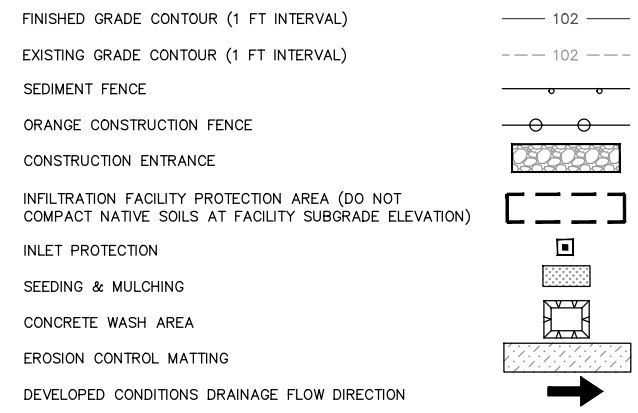 FINISHED GRADE CONTOUR (1 FT INTERVAL) 102
EXISTING GRADE CONTOUR (1 FT INTERVAL) 102
SEDIMENT FENCE
ORANGE CONSTRUCTION FENCE
CONSTRUCTION ENTRANCE
INFILTRATION FACILITY PROTECTION AREA (DO NOT
COMPACT NATIVE SOILS AT FACILITY SUBGRADE ELEVATION)
INLET PROTECTION
SEEDING & MULCHING
CONCRETE WASH AREA
EROSION CONTROL MATTING
DEVELOPED CONDITIONS DRAINAGE FLOW DIRECTION